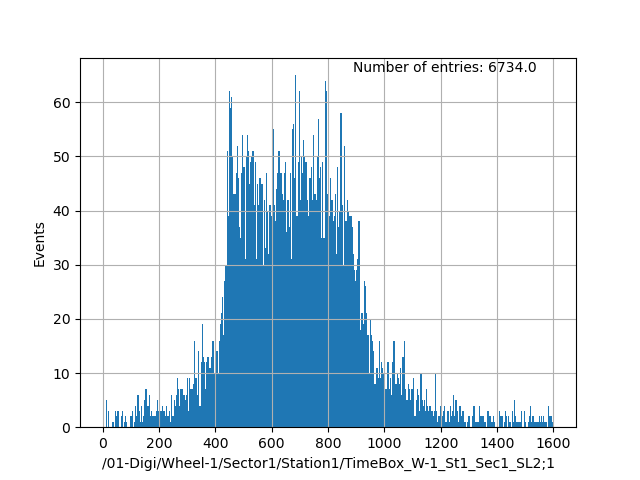 Number of entries: 6734.0
Events
60
50
40
30
20
10
0
0 200 400 600 800 1000 1200 1400 1600
/01-Digi/Wheel-1/Sector1/Station1/TimeBox_W-1_St1_Sec1_SL2;1